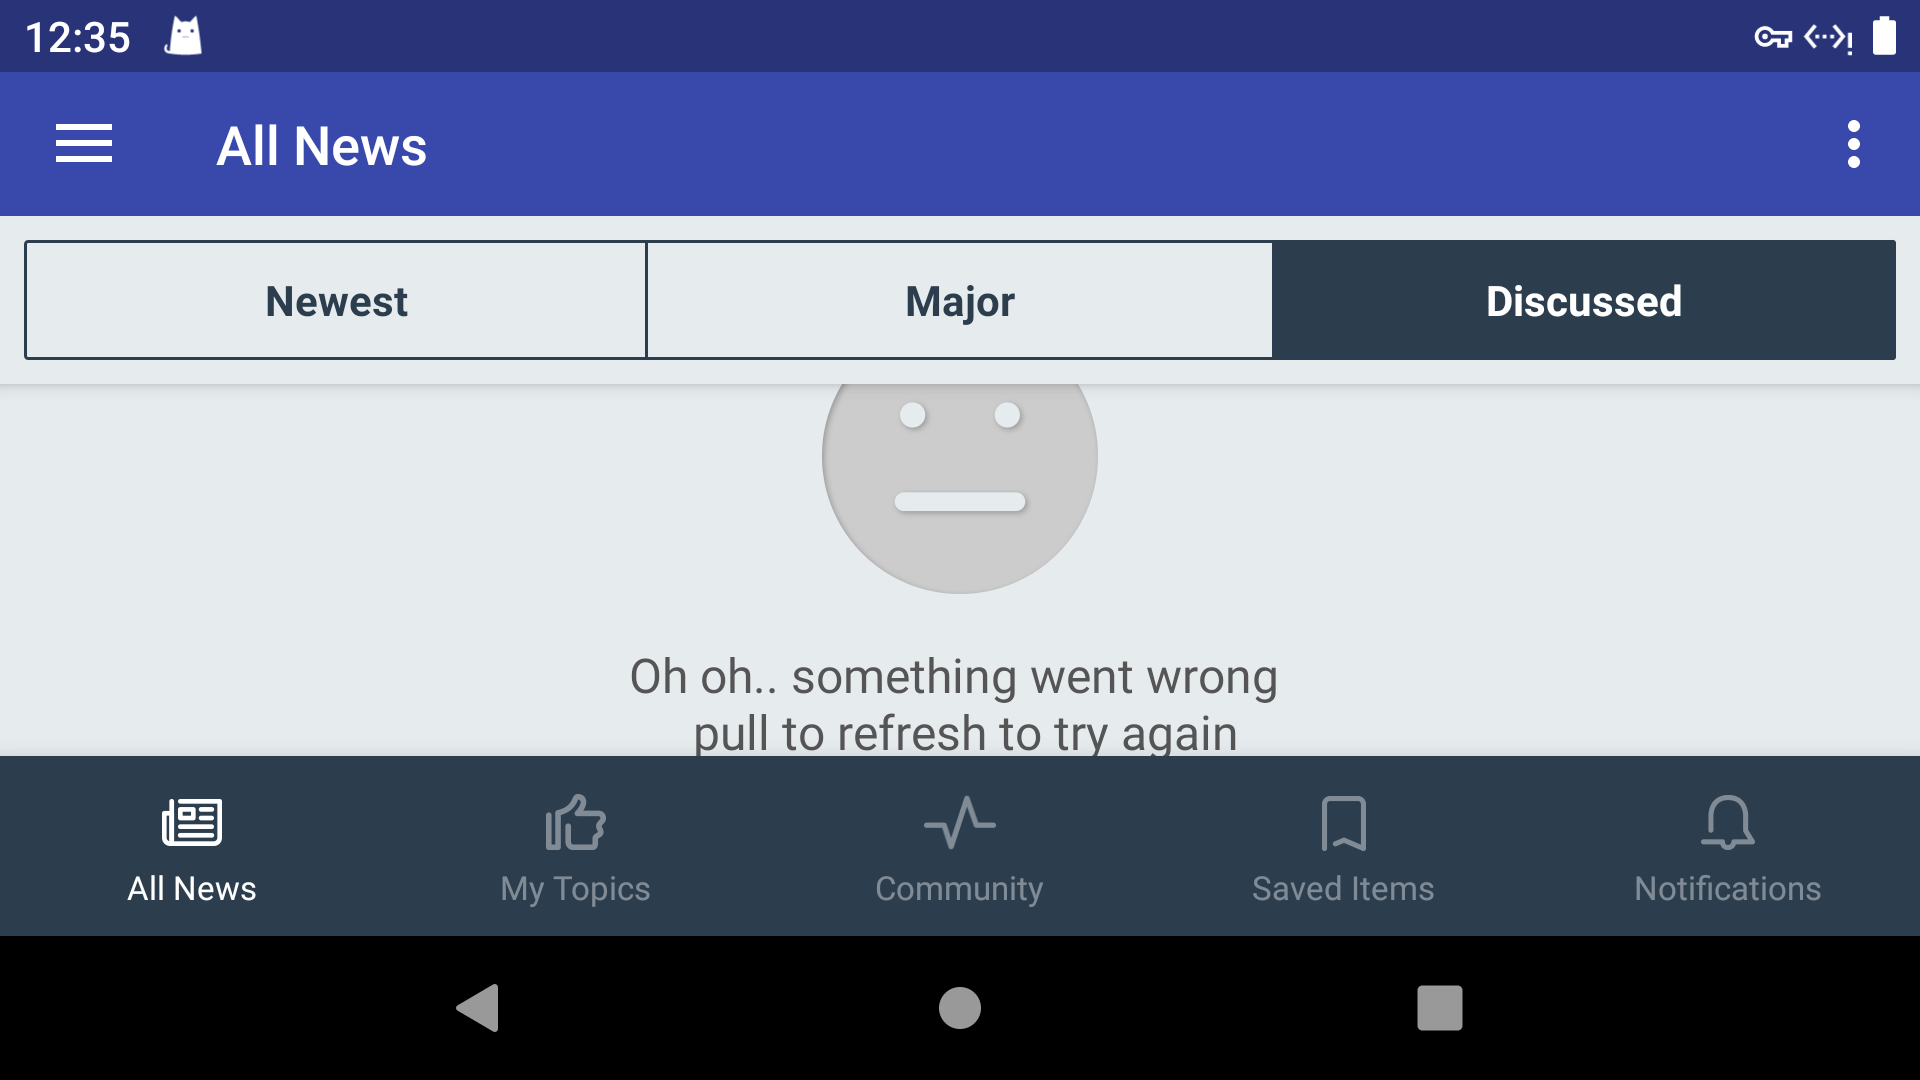 12:35
All News
Newest
Major
Discussed
Oh oh.. something went wrong
pull to refresh to try again
All News
My Topics
Community
Saved Items
Notifications